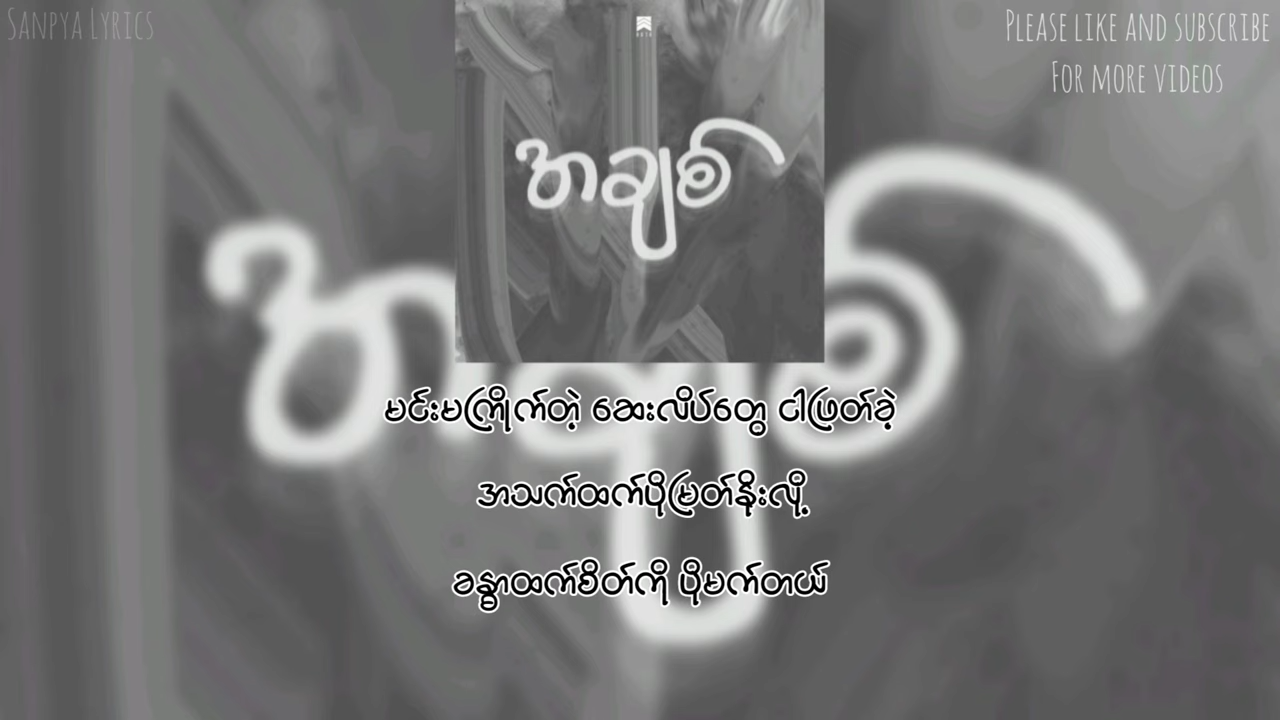 SANPYA LYRICS
PLEASE LIKE AND SUBSCRIBE
FOR MORE VIDEOS
အချစ်
မင်းမကြိုက်တဲ့ ဆေးလိပ်တွေ ငါဖြတ်ခဲ့
အသက်ထက်ပိုမြတ်နိုးလို့
ခန္ဓာထက်စိတ်ကို ပိုမက်တယ်